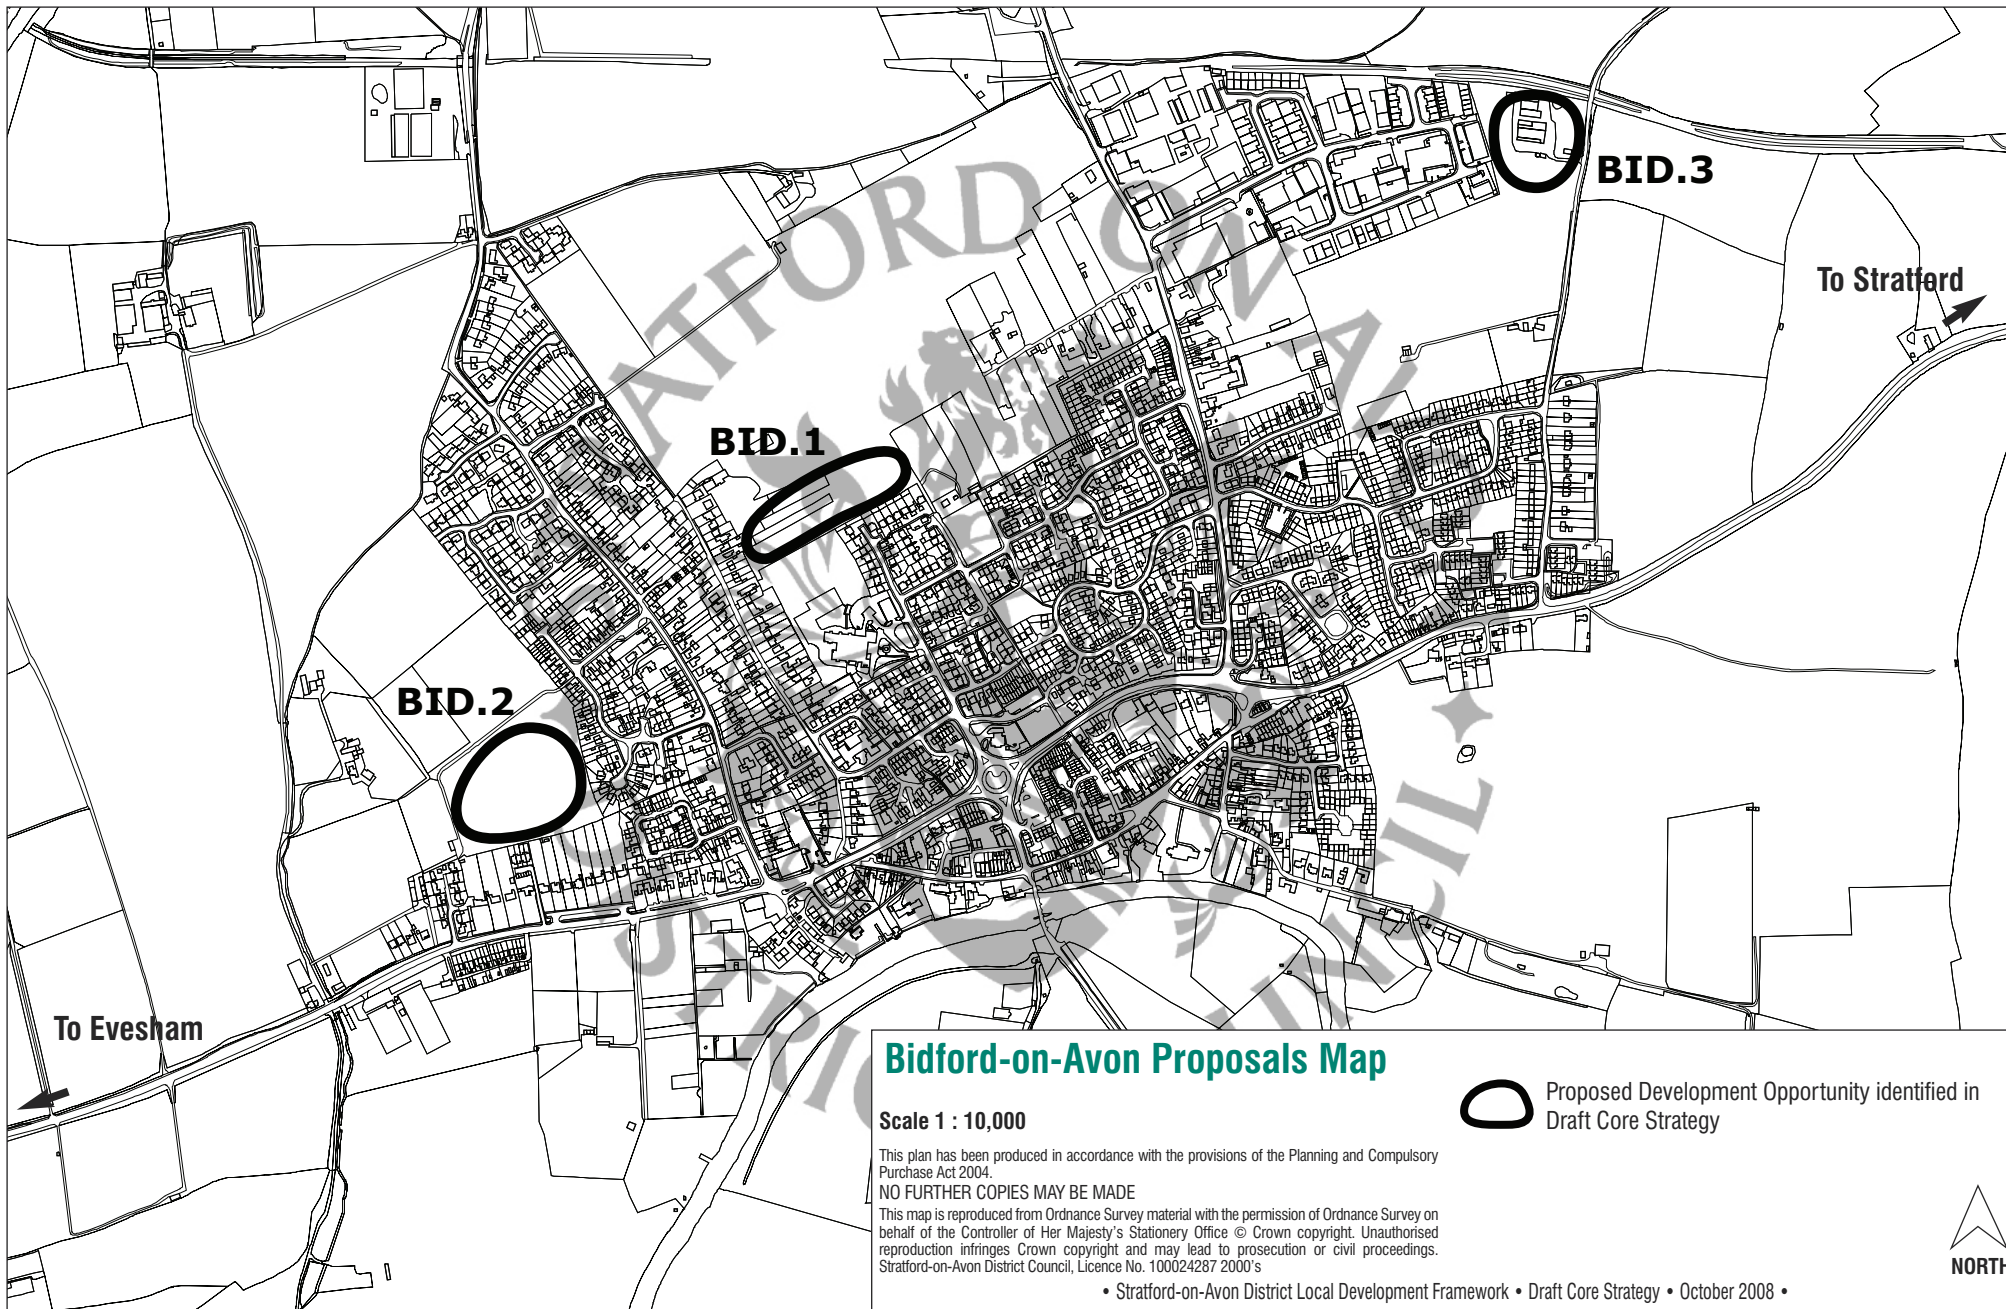 BID.3
To Stratford
BID.1
BID.2
To Evesham
STRATFORD ON AVON
DISTRICT COUNCIL
Bidford-on-Avon Proposals Map
Scale 1 : 10,000
This plan has been produced in accordance with the provisions of the Planning and Compulsory
Purchase Act 2004.
NO FURTHER COPIES MAY BE MADE
This map is reproduced from Ordnance Survey material with the permission of Ordnance Survey on
behalf of the Controller of Her Majesty's Stationery Office © Crown copyright. Unauthorised
reproduction infringes Crown copyright and may lead to prosecution or civil proceedings.
Stratford-on-Avon District Council, Licence No. 100024287 2000's
Proposed Development Opportunity identified in
Draft Core Strategy
NORTH
• Stratford-on-Avon District Local Development Framework • Draft Core Strategy • October 2008 •